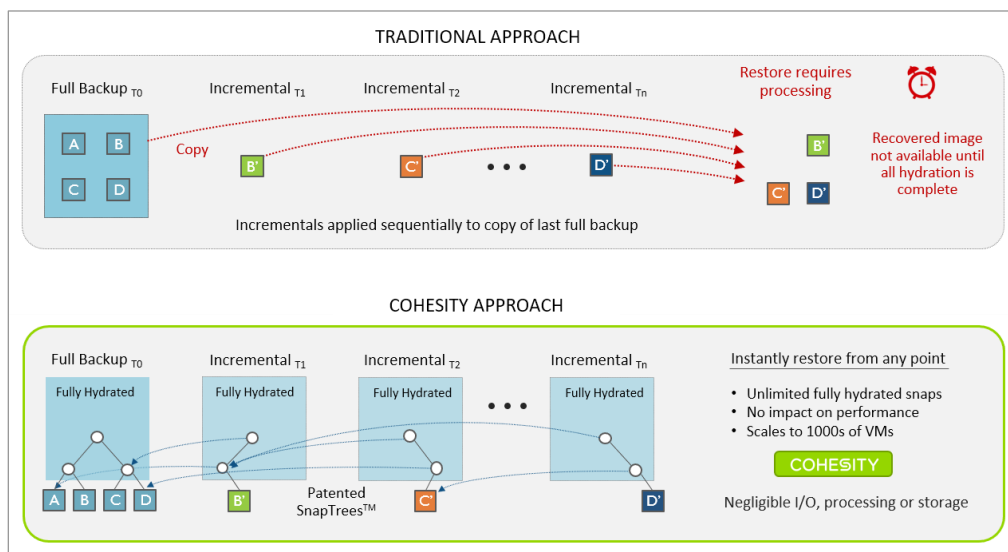 TRADITIONAL APPROACH
Full Backup T0
Incremental T1
Incremental T2
Incremental Tn
Restore requires
processing
A
B
C
D
Copy
B'
C'
• • •
D'
B'
C'
D'
Recovered image
not available until
all hydration is
complete
Incrementals applied sequentially to copy of last full backup
COHESITY APPROACH
Full Backup T0
Incremental T1
Incremental T2
Incremental Tn
Fully Hydrated
Fully Hydrated
Fully Hydrated
• • •
Fully Hydrated
A
B
C
D
B'
Patented
SnapTrees™
C'
D'
Instantly restore from any point
• Unlimited fully hydrated snaps
• No impact on performance
• Scales to 1000s of VMs
COHESITY
Negligible I/O, processing or storage